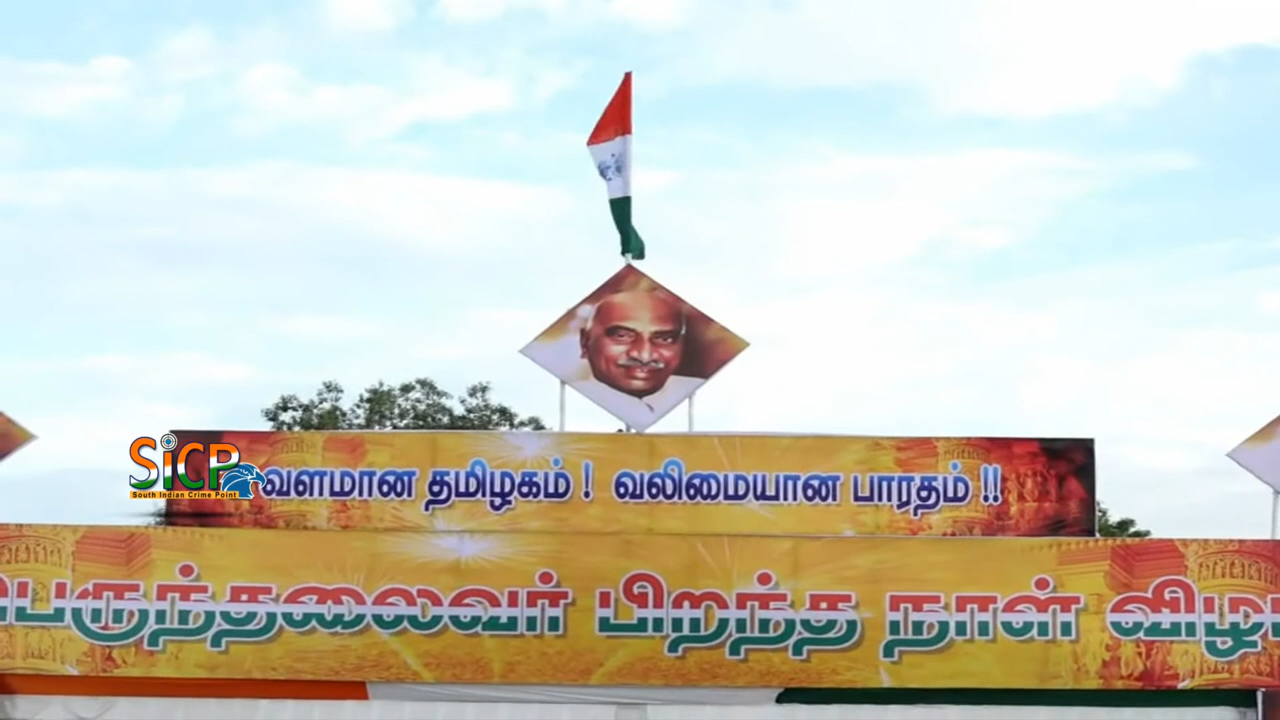 SiCP
South Indian Crime Point
வளமான தமிழகம் ! வலிமையான பாரதம் !!
பெருந்தலைவர் பிறந்த நாள் விழா